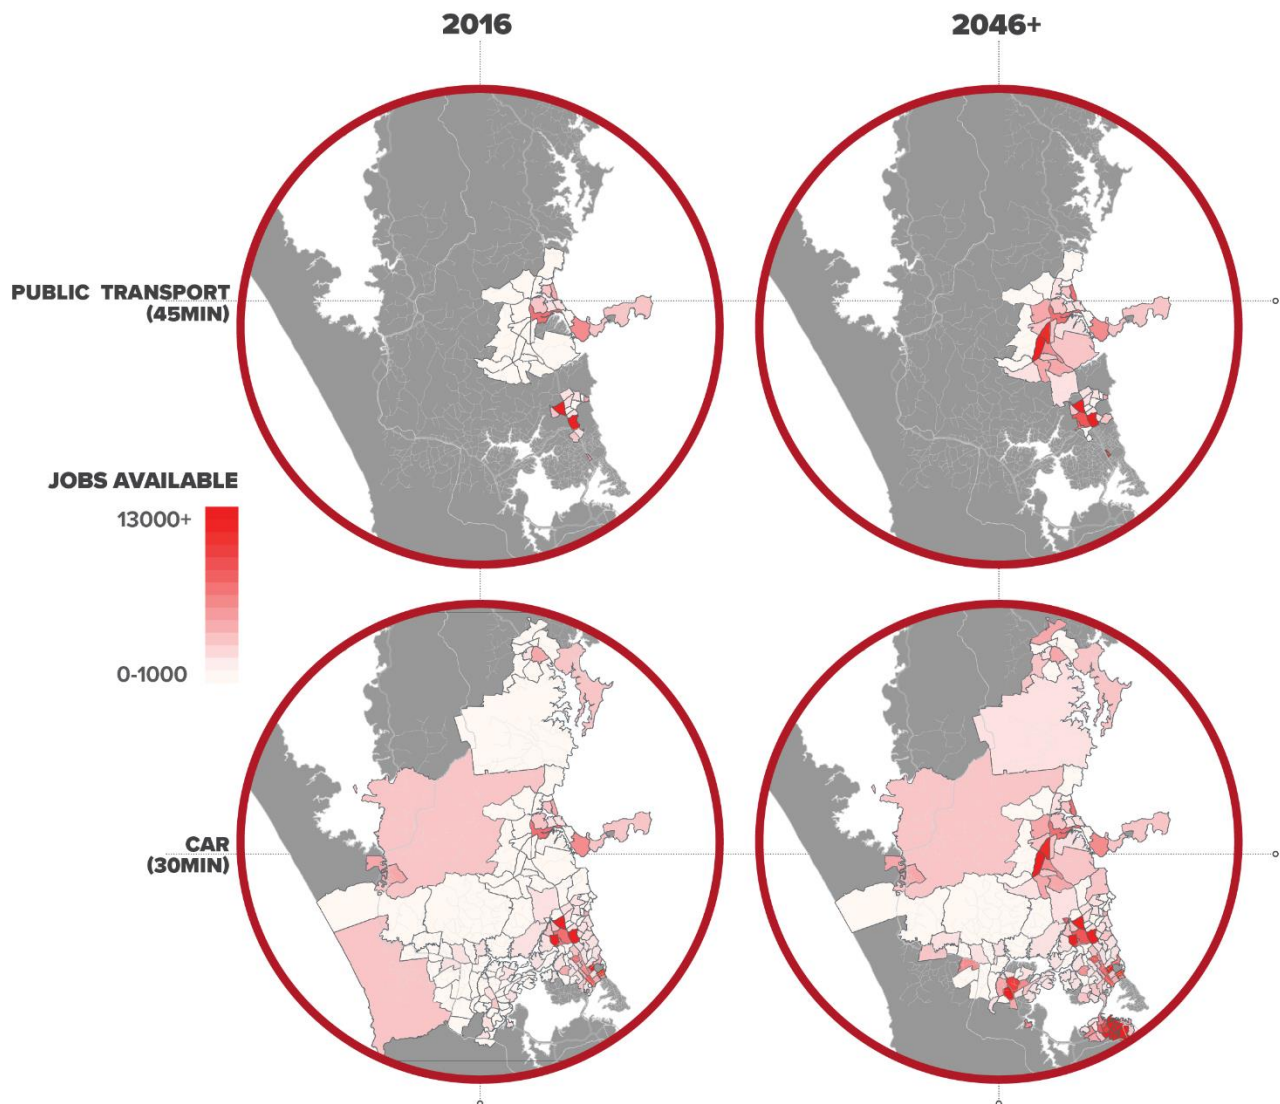 2016
2046+
PUBLIC TRANSPORT
(45MIN)
JOBS AVAILABLE
13000+
0-1000
CAR
(30MIN)